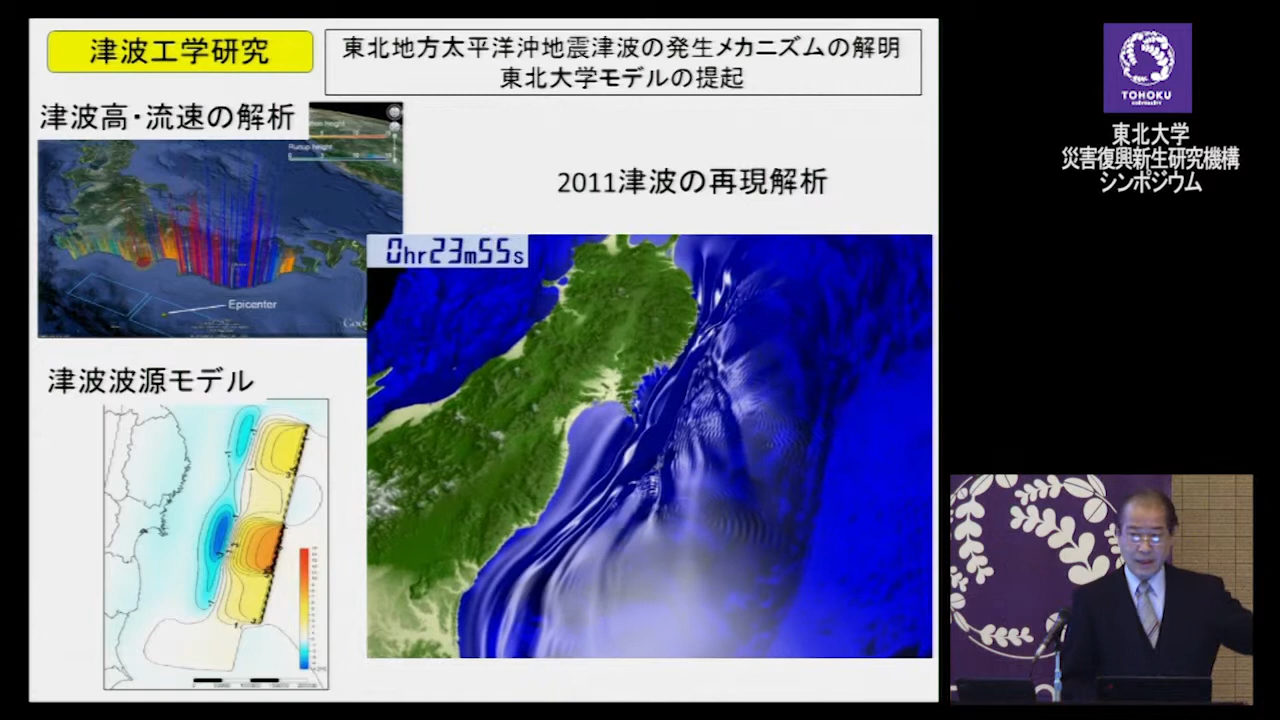 津波工学研究
東北地方太平洋沖地震津波の発生メカニズムの解明
東北大学モデルの提起
津波高・流速の解析
Runup height
Epicenter
2011津波の再現解析
0hr23m55s
津波波源モデル
TOHOKU
UNIVERSITY
東北大学
災害復興新生研究機構
シンポジウム